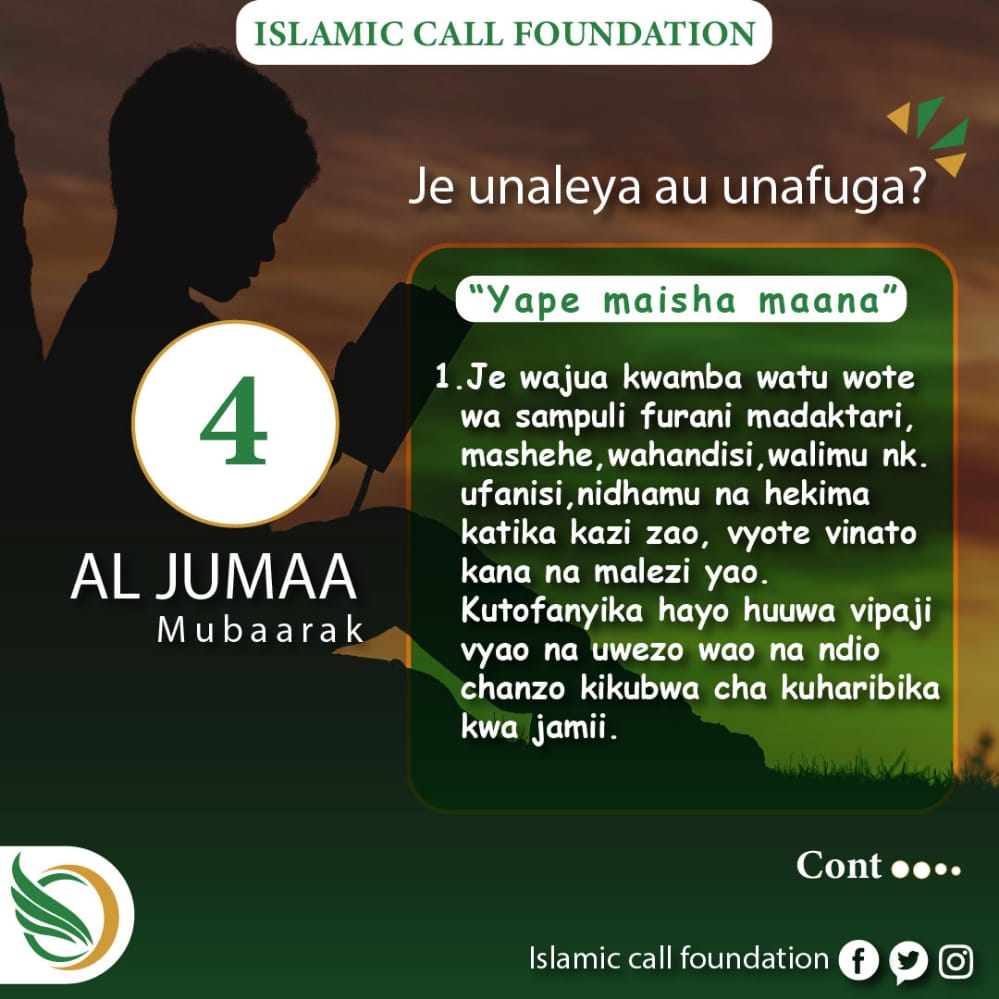 ISLAMIC CALL FOUNDATION
Je unaleya au unafuga?
“Yape maisha maana”
1.Je wajua kwamba watu wote
wa sampuli furani madaktari,
mashehe,wahandisi,walimu nk.
ufanisi,nidhamu na hekima
katika kazi zao, vyote vinato
kana na malezi yao.
Kutofanyika hayo huuwa vipaji
vyao na uwezo wao na ndio
chanzo kikubwa cha kuharibika
kwa jamii.
4
AL JUMAA
Mubaarak
Cont ....
Islamic call foundation